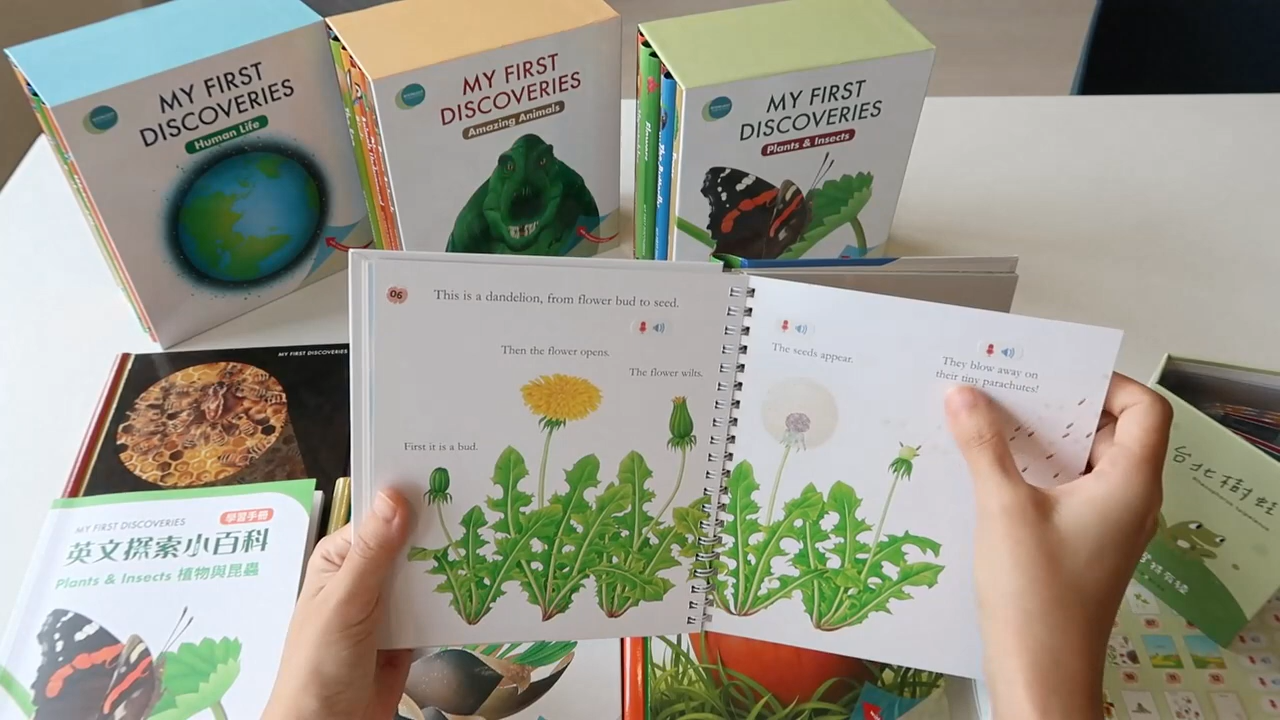 MY FIRST
DISCOVERIES
Human Life
MY FIRST
DISCOVERIES
Amazing Animals
MY FIRST
DISCOVERIES
Plants & Insects
06
This is a dandelion, from flower bud to seed.
Then the flower opens.
The flower wilts.
First it is a bud.
The seeds appear.
They blow away on
their tiny parachutes!
MY FIRST DISCOVERIES
MY FIRST DISCOVERIES
學習手冊
英文探索小百科
Plants & Insects 植物與昆蟲
台北樹蛙